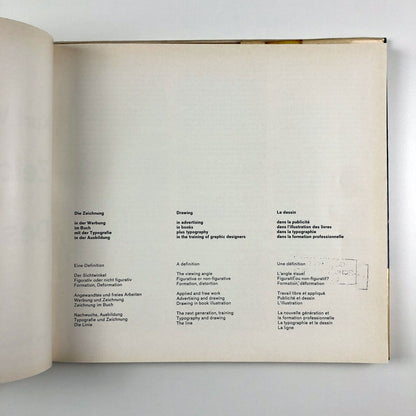 Die Zeichnung
in der Werbung
im Buch
mit der Typografie
in der Ausbildung
Eine Definition
Der Sichtwinkel
Figurativ oder nicht figurativ
Formation, Deformation
Angewandtes und freies Arbeiten
Werbung und Zeichnung
Zeichnung im Buch
Nachwuchs, Ausbildung
Typografie und Zeichnung
Die Linie
Drawing
in advertising
in books
plus typography
in the training of graphic designers
A definition
The viewing angle
Figurative or non-figurative
Formation, distortion
Applied and free work
Advertising and drawing
Drawing in book illustration
The next generation, training
Typography and drawing
The line
Le dessin
dans la publicité
dans l'illustration des livres
dans la typographie
dans la formation professionnelle
Une définition
L'angle visuel
Figuratif ou non-figuratif?
Formation, déformation
Travail libre et appliqué
Publicité et dessin
L'illustration
La nouvelle génération et
la formation professionnelle
La typographie et le dessin
La ligne